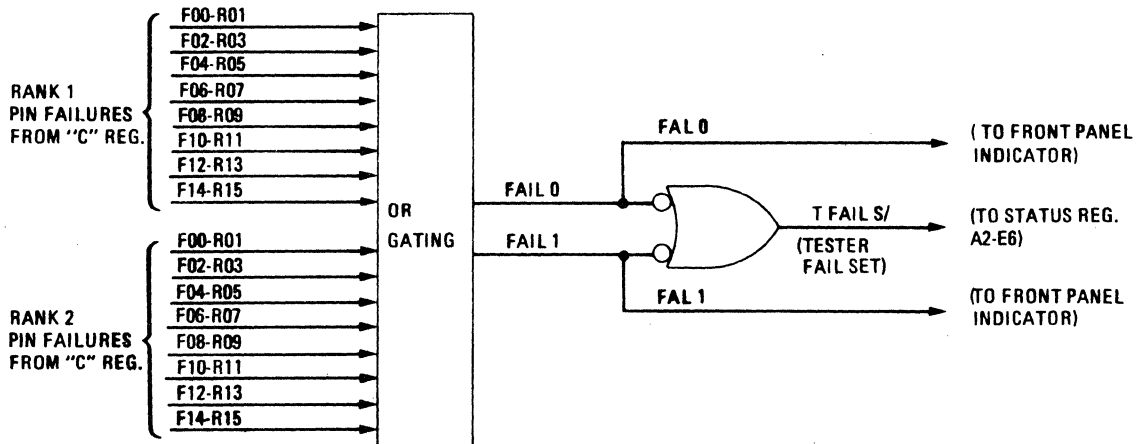 F00-R01
F02-R03
F04-R05
F06-R07
F08-R09
F10-R11
F12-R13
F14-R15
RANK 1
PIN FAILURES
FROM "C" REG.
F00-R01
F02-R03
F04-R05
F06-R07
F08-R09
F10-R11
F12-R13
F14-R15
RANK 2
PIN FAILURES
FROM "C" REG.
OR
GATING
FAIL 0
FAIL 1
FAL 0
(TO FRONT PANEL
INDICATOR)
T FAIL S/
(TESTER
FAIL SET)
(TO STATUS REG.
A2-E6)
FAL 1
(TO FRONT PANEL
INDICATOR)